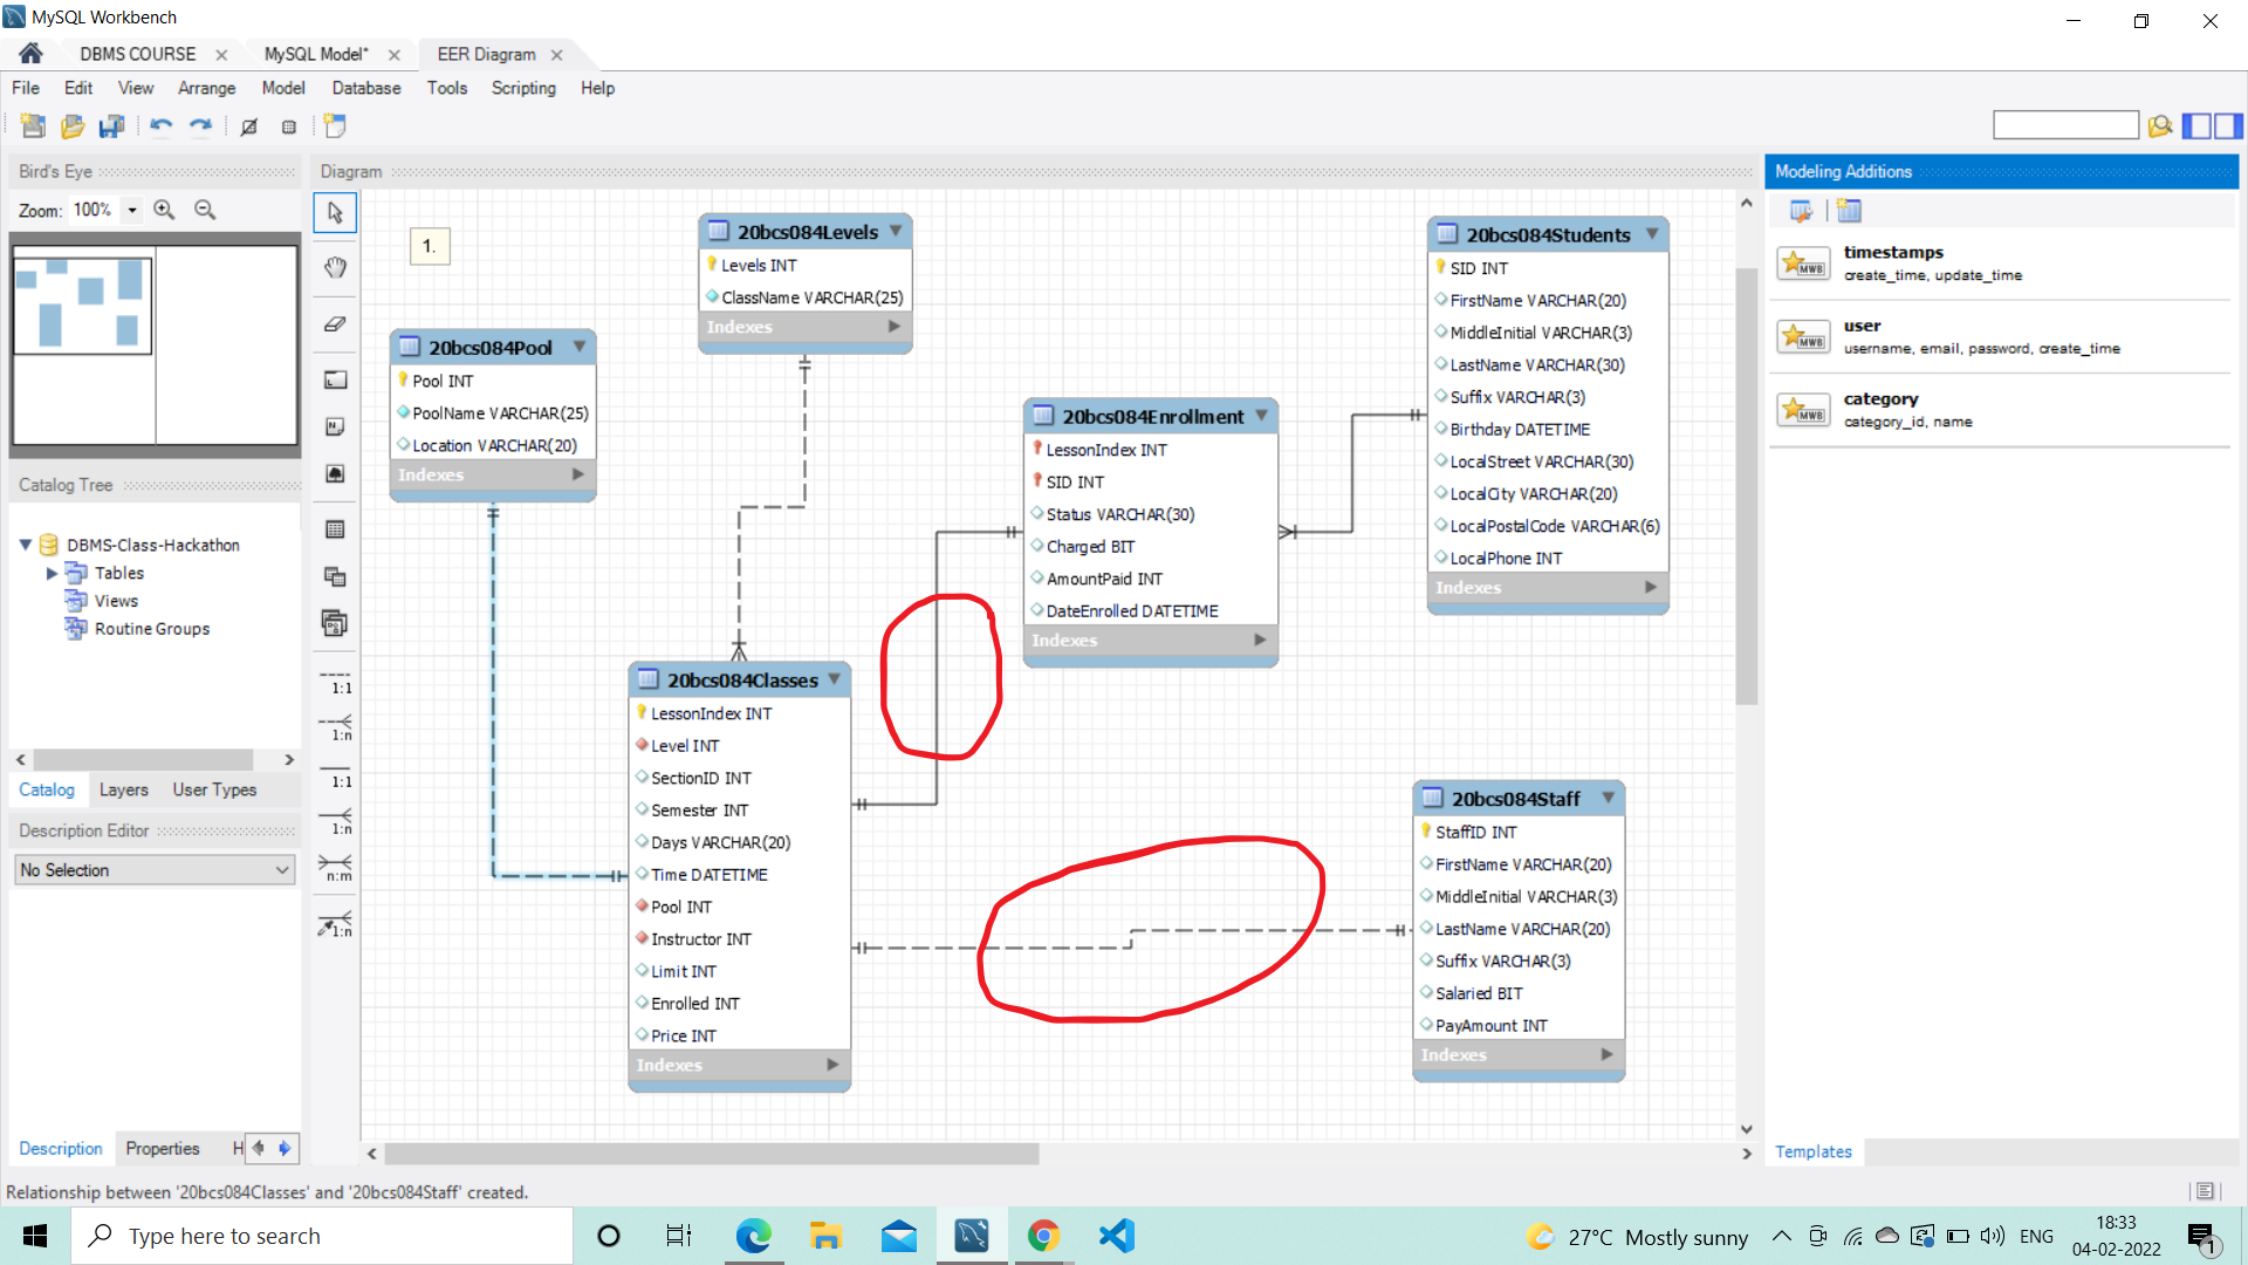 MySQL Workbench
DBMS COURSE
MySQL Model*
EER Diagram
File Edit View Arrange Model Database Tools Scripting Help
Bird's Eye
Zoom: 100%
Catalog Tree
DBMS-Class-Hackathon
Tables
Views
Routine Groups
Catalog Layers User Types
Description Editor
No Selection
Description Properties H
Diagram
1:1
1:n
1:1
1:n
n:m
1:n
1.
20bcs084Pool
Pool INT
PoolName VARCHAR(25)
Location VARCHAR(20)
Indexes
20bcs084Levels
Levels INT
ClassName VARCHAR(25)
Indexes
20bcs084Classes
LessonIndex INT
Level INT
SectionID INT
Semester INT
Days VARCHAR(20)
Time DATETIME
Pool INT
Instructor INT
Limit INT
Enrolled INT
Price INT
Indexes
20bcs084Enrollment
LessonIndex INT
SID INT
Status VARCHAR(30)
Charged BIT
AmountPaid INT
DateEnrolled DATETIME
Indexes
20bcs084Students
SID INT
FirstName VARCHAR(20)
MiddleInitial VARCHAR(3)
LastName VARCHAR(30)
Suffix VARCHAR(3)
Birthday DATETIME
LocalStreet VARCHAR(30)
LocalCity VARCHAR(20)
LocalPostalCode VARCHAR(6)
LocalPhone INT
Indexes
20bcs084Staff
StaffID INT
FirstName VARCHAR(20)
MiddleInitial VARCHAR(3)
LastName VARCHAR(20)
Suffix VARCHAR(3)
Salaried BIT
PayAmount INT
Indexes
Modeling Additions
MWB
timestamps
create_time, update_time
MWB
user
username, email, password, create_time
MWB
category
category_id, name
Templates
Relationship between '20bcs084Classes' and '20bcs084Staff' created.
Type here to search
27°C Mostly sunny
ENG
18:33
04-02-2022
1